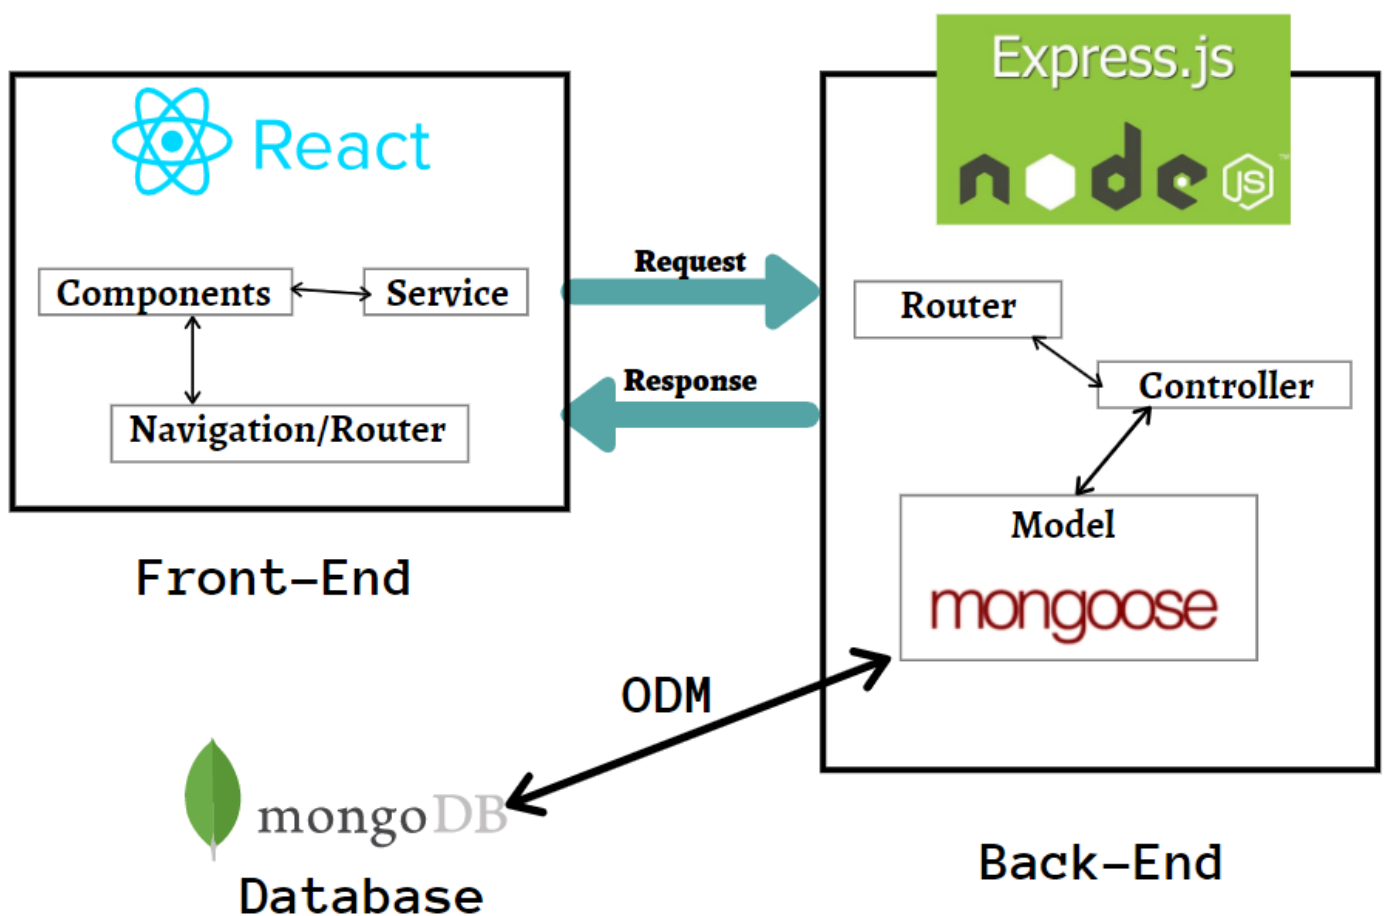 React
Components
Service
Navigation/Router
Front-End
Request
Response
Express.js
node
JS
™
Router
Controller
Model
mongoose
Back-End
ODM
mongoDB
Database